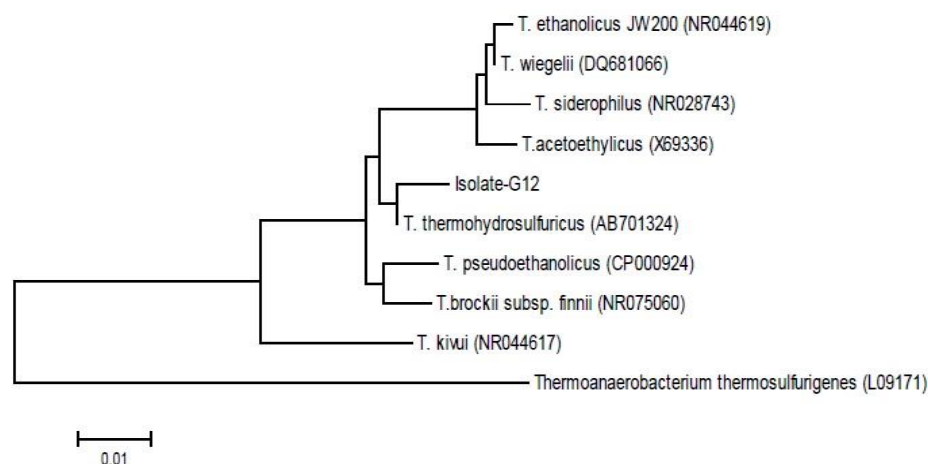 T. ethanolicus JW200 (NR044619)
T. wiegelii (DQ681066)
T. siderophilus (NR028743)
T.acetoethylicus (X69336)
Isolate-G12
T. thermohydrosulfuricus (AB701324)
T. pseudoethanolicus (CP000924)
T.brockii subsp. finnii (NR075060)
T. kivui (NR044617)
Thermoanaerobacterium thermosulfurigenes (L09171)
0.01